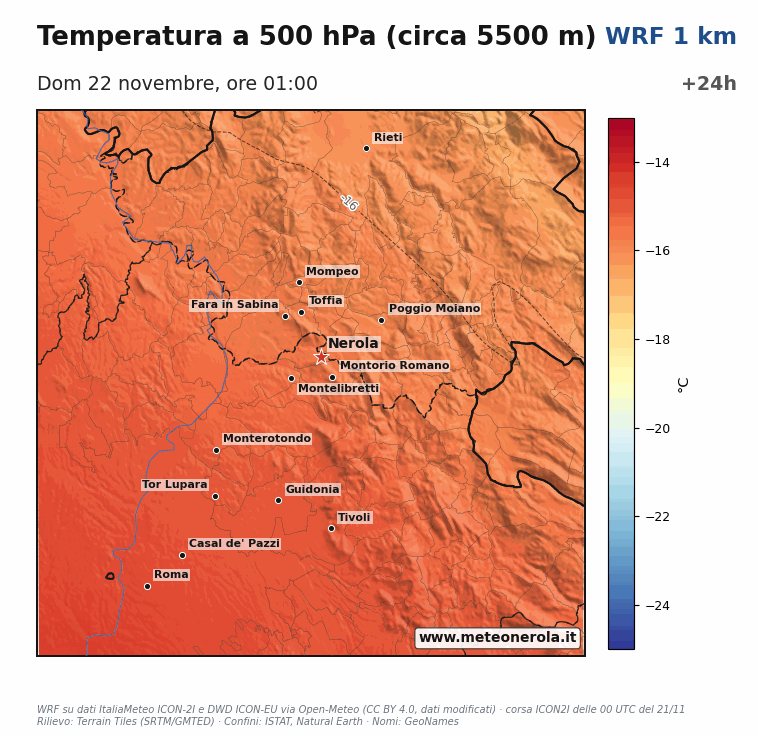 Temperatura a 500 hPa (circa 5500 m) WRF 1 km
Dom 22 novembre, ore 01:00 +24h
Rieti
-16
Mompeo
Fara in Sabina
Toffia
Poggio Moiano
Nerola
Montorio Romano
Montelibretti
Monterotondo
Tor Lupara
Guidonia
Tivoli
Casal de' Pazzi
Roma
www.meteonerola.it
−14
−16
−18
−20
−22
−24
°C
WRF su dati ItaliaMeteo ICON-2I e DWD ICON-EU via Open-Meteo (CC BY 4.0, dati modificati) · corsa ICON2I delle 00 UTC del 21/11
Rilievo: Terrain Tiles (SRTM/GMTED) · Confini: ISTAT, Natural Earth · Nomi: GeoNames